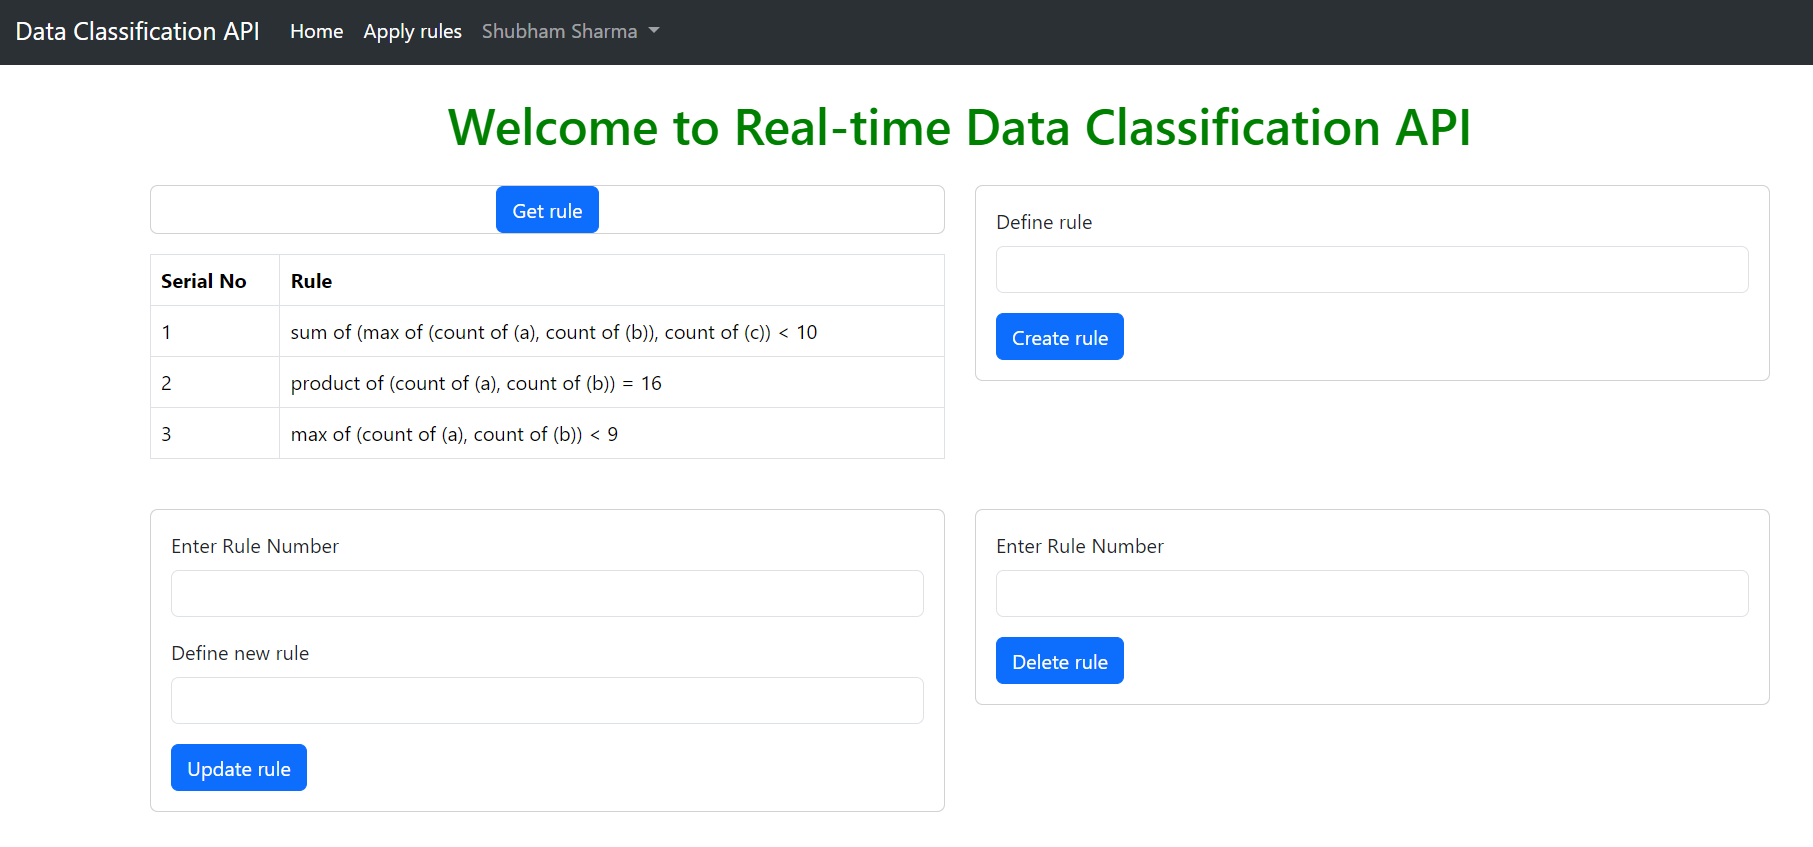 Data Classification API Home Apply rules Shubham Sharma
Welcome to Real-time Data Classification API
Get rule
Serial No Rule
1 sum of (max of (count of (a), count of (b)), count of (c)) < 10
2 product of (count of (a), count of (b)) = 16
3 max of (count of (a), count of (b)) < 9
Define rule
Create rule
Enter Rule Number
Define new rule
Update rule
Enter Rule Number
Delete rule